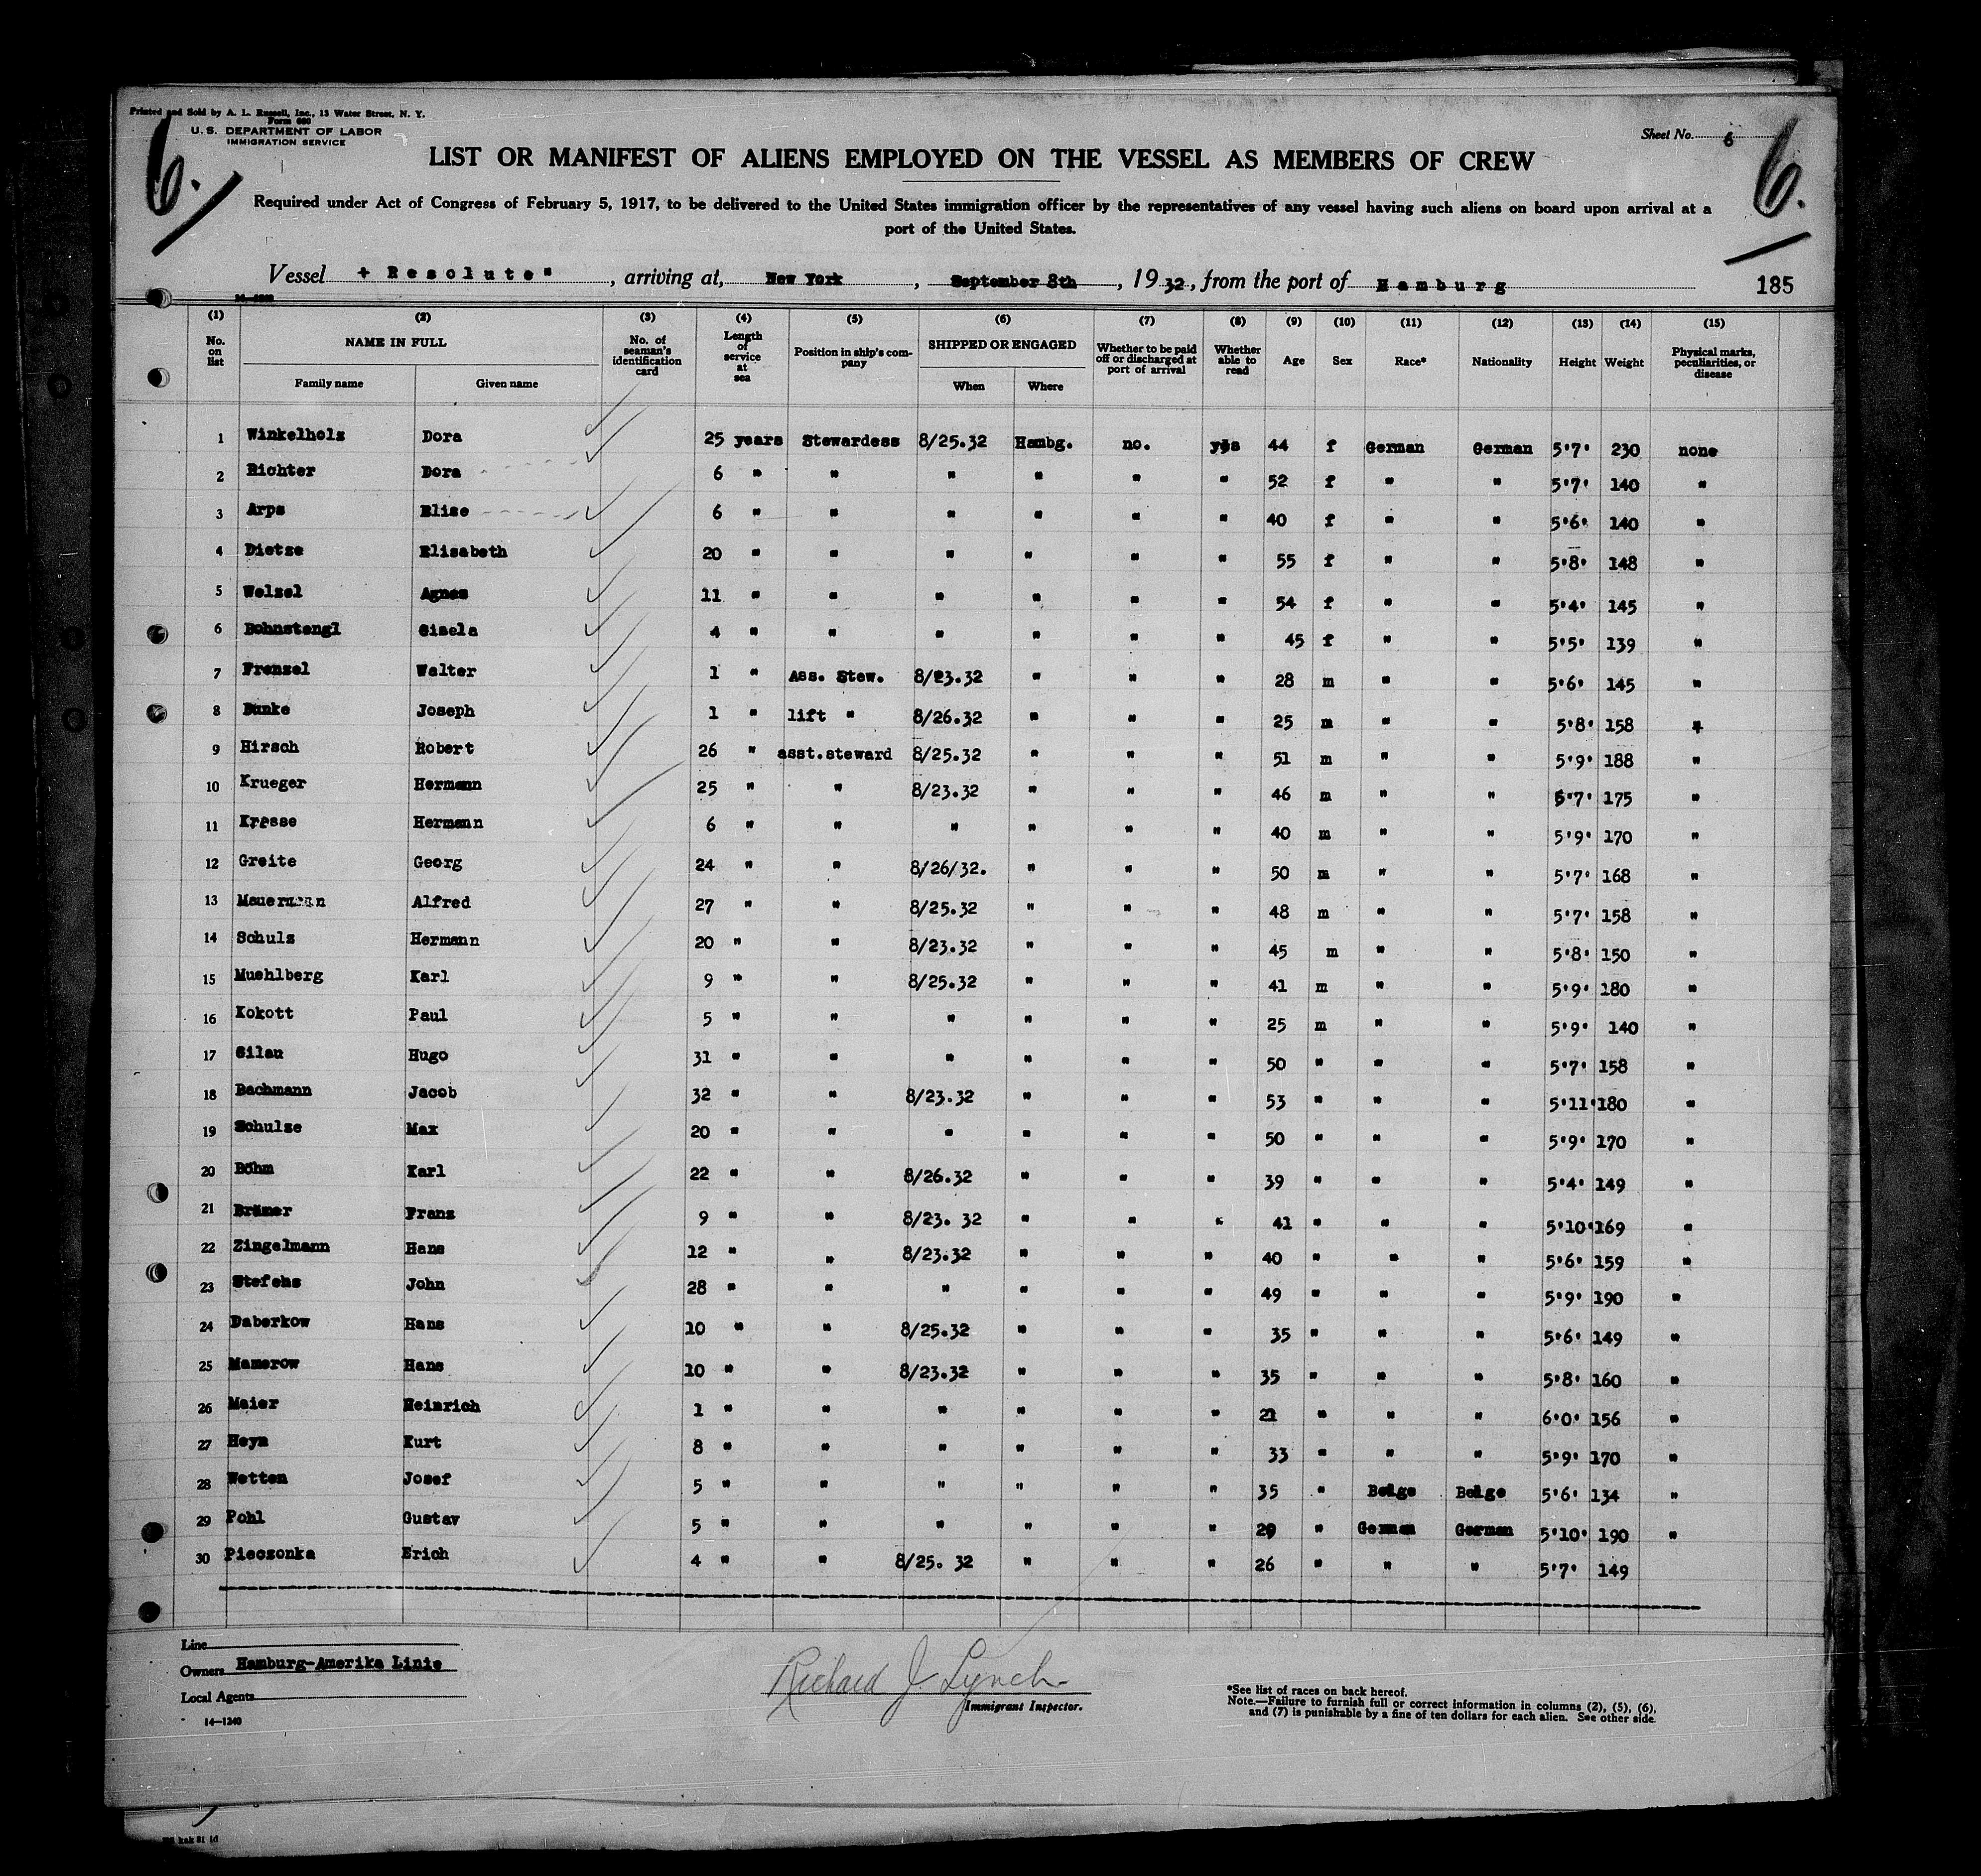 Printed and Sold by A. L. Russell, Inc., 13 Water Street, N. Y.
Form 680
U. S. DEPARTMENT OF LABOR
IMMIGRATION SERVICE
Sheet No. 6
6.
6.
LIST OR MANIFEST OF ALIENS EMPLOYED ON THE VESSEL AS MEMBERS OF CREW
Required under Act of Congress of February 5, 1917, to be delivered to the United States immigration officer by the representatives of any vessel having such aliens on board upon arrival at a
port of the United States.
Vessel + Resolute" , arriving at, New York , September 8th , 19 32, from the port of Hamburg 185
14-1240
(1) (2) (3) (4) (5) (6) (7) (8) (9) (10) (11) (12) (13) (14) (15)
No. on list NAME IN FULL Family name Given name No. of seaman's identification card Length of service at sea Position in ship's company SHIPPED OR ENGAGED When Where Whether to be paid off or discharged at port of arrival Whether able to read Age Sex Race* Nationality Height Weight Physical marks, peculiarities, or disease
1 Winkelholz Dora 25 years Stewardess 8/25.32 Hambg. no. yes 44 f German German 5'7' 230 none
2 Richter Dora 6 " " " " " " 52 f " " 5'7' 140 "
3 Arps Elise 6 " " " " " " 40 f " " 5'6' 140 "
4 Dietze Elisabeth 20 " " " " " " 55 f " " 5'8' 148 "
5 Welzel Agnes 11 " " " " " " 54 f " " 5'4' 145 "
6 Bohnstengl Gisela 4 " " " " " " 45 f " " 5'5' 139 "
7 Frenzel Walter 1 " Ass. Stew. 8/23.32 " " " 28 m " " 5'6' 145 "
8 Bunke Joseph 1 " lift " 8/26.32 " " " 25 m " " 5'8' 158 "
9 Hirsch Robert 26 " asst.steward 8/25.32 " " " 51 m " " 5'9' 188 "
10 Krueger Hermann 25 " " 8/23.32 " " " 46 m " " 5'7' 175 "
11 Kresse Hermann 6 " " " " " " 40 m " " 5'9' 170 "
12 Greite Georg 24 " " 8/26/32. " " " 50 m " " 5'7' 168 "
13 Mauermann Alfred 27 " " 8/25.32 " " " 48 m " " 5'7' 158 "
14 Schulz Hermann 20 " " 8/23.32 " " " 45 m " " 5'8' 150 "
15 Muehlberg Karl 9 " " 8/25.32 " " " 41 m " " 5'9' 180 "
16 Kokott Paul 5 " " " " " " 25 m " " 5'9' 140 "
17 Gilau Hugo 31 " " " " " " 50 " " " 5'7' 158 "
18 Bachmann Jacob 32 " " 8/23.32 " " " 53 " " " 5'11' 180 "
19 Schulze Max 20 " " " " " " 50 " " " 5'9' 170 "
20 Böhm Karl 22 " " 8/26.32 " " " 39 " " " 5'4' 149 "
21 Brämer Franz 9 " " 8/23. 32 " " " 41 " " " 5'10' 169 "
22 Zingelmann Hans 12 " " 8/23.32 " " " 40 " " " 5'6' 159 "
23 Stefens John 28 " " " " " " 49 " " " 5'9' 190 "
24 Daberkow Hans 10 " " 8/25.32 " " " 35 " " " 5'6' 149 "
25 Mamerow Hans 10 " " 8/23.32 " " " 35 " " " 5'8' 160 "
26 Maier Heinrich 1 " " " " " " 21 " " " 6'0' 156 "
27 Heyn Kurt 8 " " " " " " 33 " " " 5'9' 170 "
28 Wetten Josef 5 " " " " " " 35 " Belge Belge 5'6' 134 "
29 Pohl Gustav 5 " " " " " " 29 " German German 5'10' 190 "
30 Pieczonka Erich 4 " " 8/25. 32 " " " 26 " " " 5'7' 149
Line
Owners Hamburg-Amerika Linie
Local Agents
14—1240
Richard J Lynch
Immigrant Inspector.
*See list of races on back hereof.
Note.—Failure to furnish full or correct information in columns (2), (5), (6),
and (7) is punishable by a fine of ten dollars for each alien. See other side.